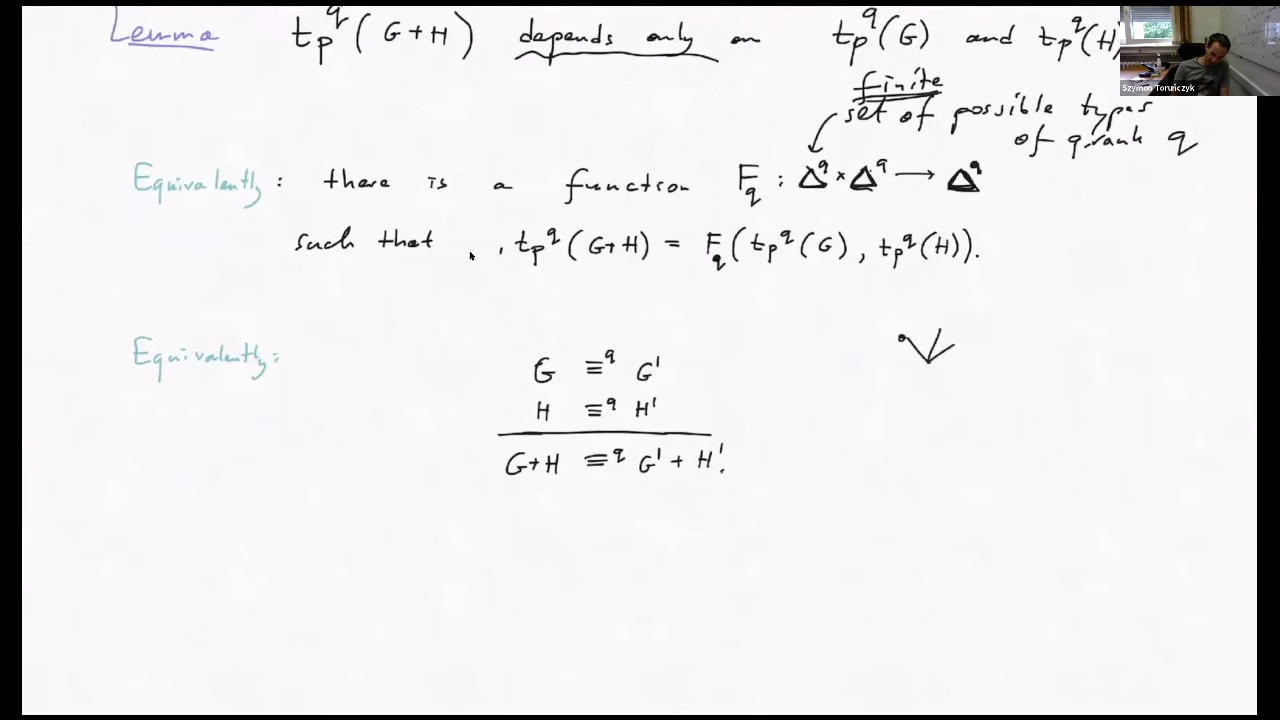 Lemma tp^q(G+H) depends only on tp^q(G) and tp^q(H)
finite
set of possible types
of q.rank q
Equivalently: there is a function F_q : Δ^q × Δ^q → Δ^q
such that tp^q(G+H) = F_q(tp^q(G), tp^q(H)).
Equivalently:
G ≡^q G'
H ≡^q H'
G+H ≡^q G' + H'.
Szymon Toruńczyk